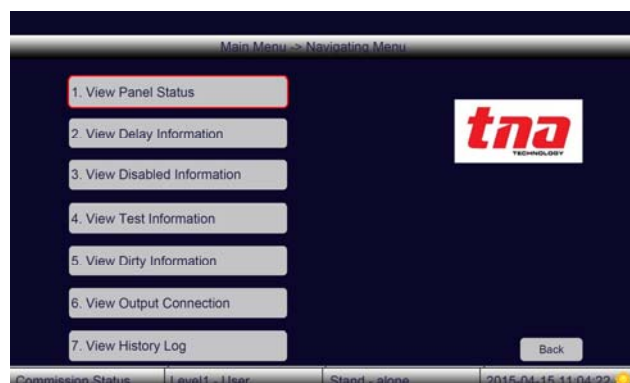 Main Menu -> Navigating Menu
1. View Panel Status
2. View Delay Information
3. View Disabled Information
4. View Test Information
5. View Dirty Information
6. View Output Connection
7. View History Log
tna
TECHNOLOGY
Back
Commission Status Level1 - User Stand - alone 2015-04-15 11:04:22